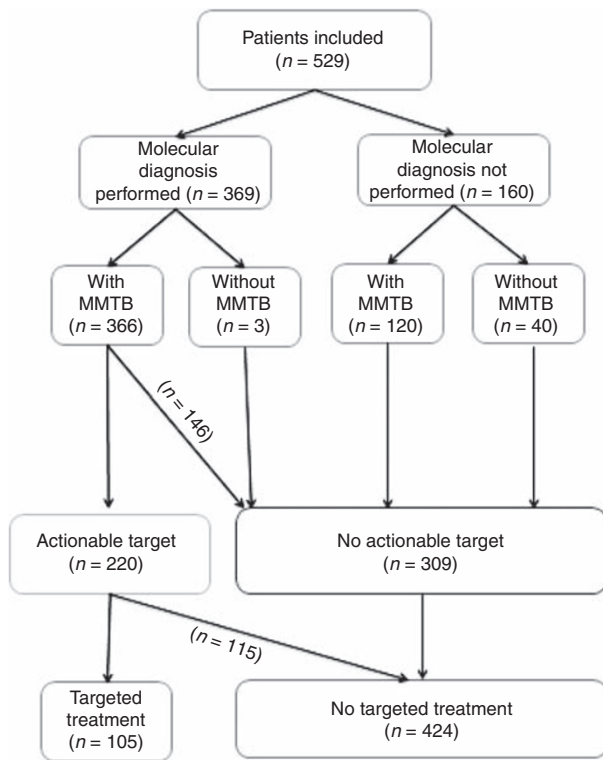 Patients included
(n = 529)
Molecular
diagnosis
performed (n = 369)
Molecular
diagnosis not
performed (n = 160)
With
MMTB
(n = 366)
Without
MMTB
(n = 3)
With
MMTB
(n = 120)
Without
MMTB
(n = 40)
(n = 146)
Actionable target
(n = 220)
No actionable target
(n = 309)
(n = 115)
Targeted
treatment
(n = 105)
No targeted treatment
(n = 424)